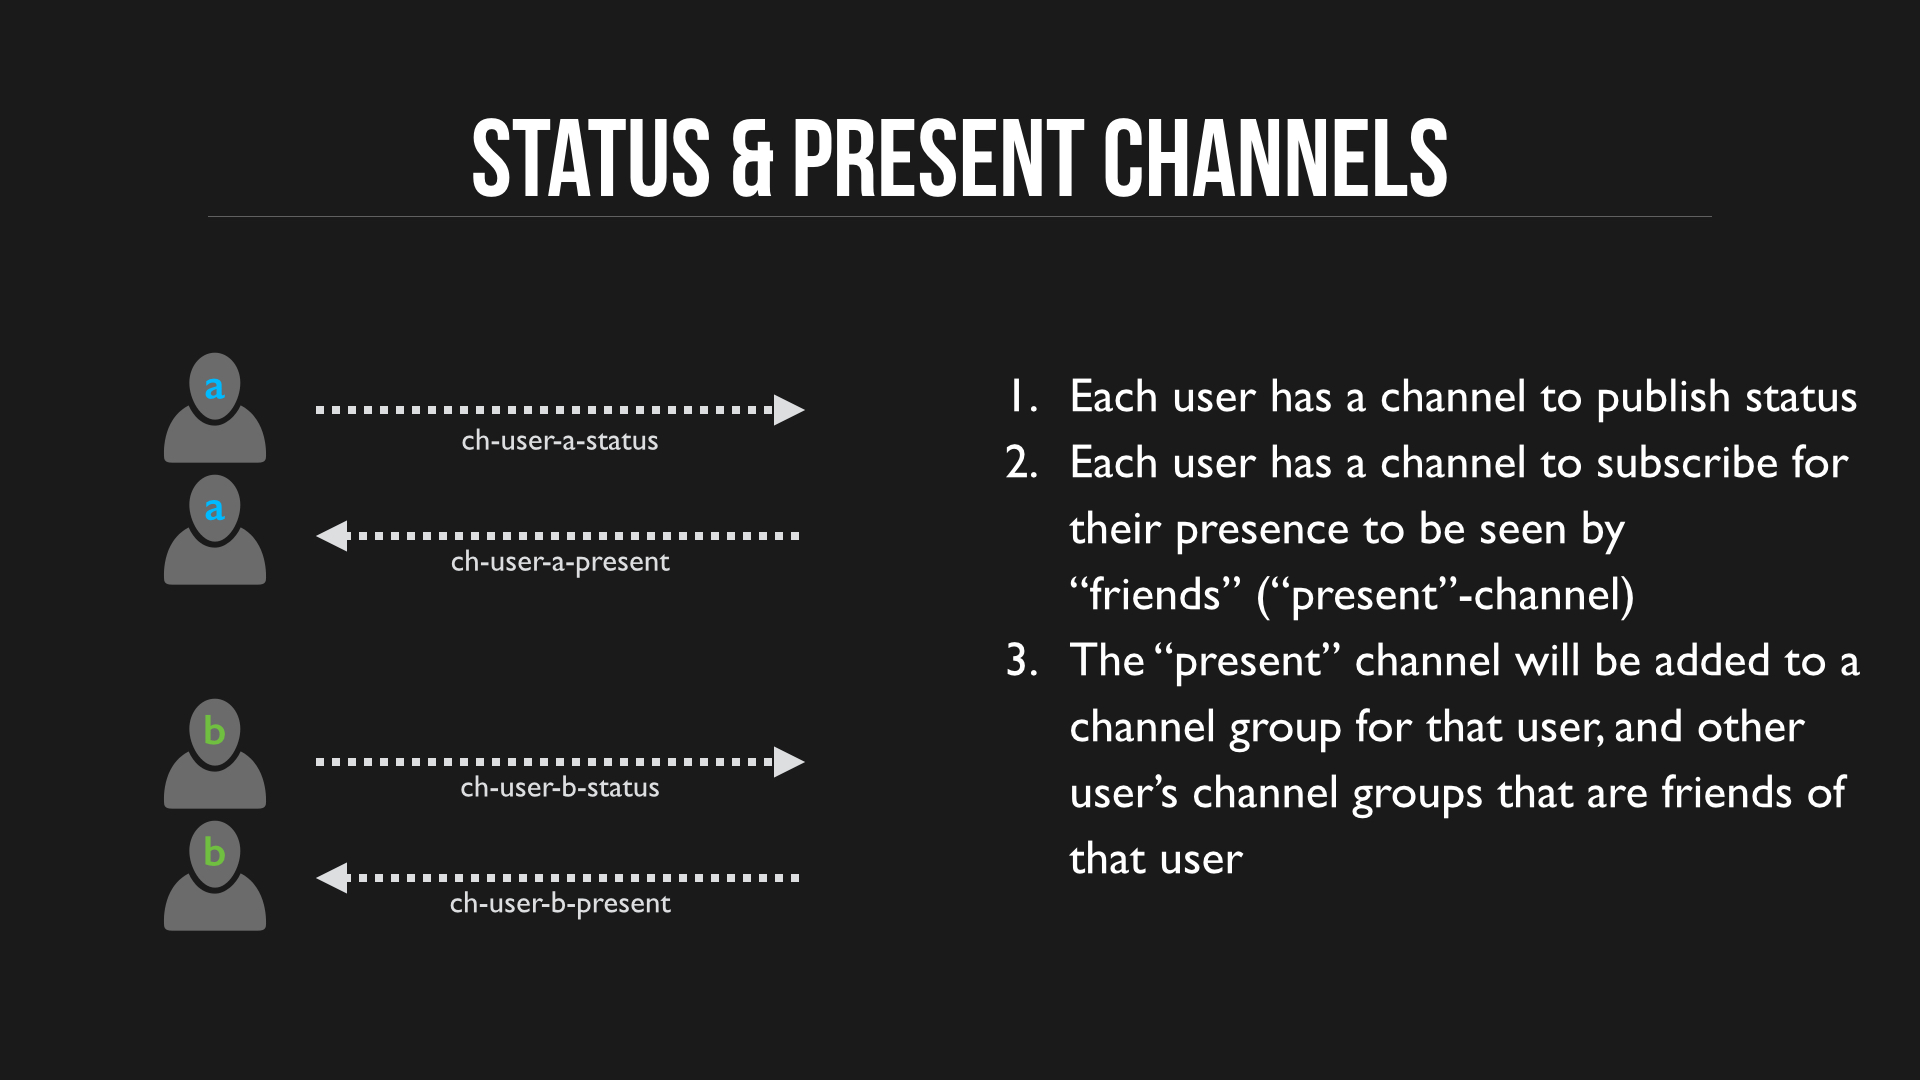 STATUS & PRESENT CHANNELS
a
ch-user-a-status
a
ch-user-a-present
b
ch-user-b-status
b
ch-user-b-present
1. Each user has a channel to publish status
2. Each user has a channel to subscribe for
their presence to be seen by
“friends” (“present”-channel)
3. The “present” channel will be added to a
channel group for that user, and other
user’s channel groups that are friends of
that user